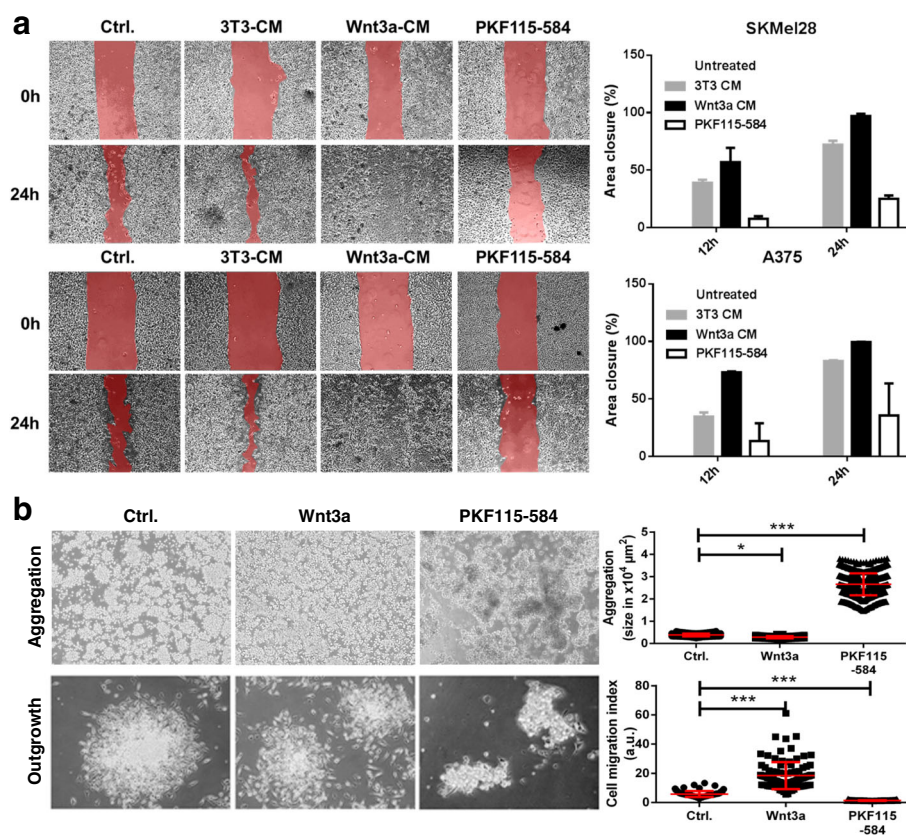 a
Ctrl. 3T3-CM Wnt3a-CM PKF115-584
0h
24h
Ctrl. 3T3-CM Wnt3a-CM PKF115-584
0h
24h
SKMel28
Untreated
3T3 CM
Wnt3a CM
PKF115-584
Area closure (%)
150
100
50
0
12h 24h
A375
Untreated
3T3 CM
Wnt3a CM
PKF115-584
Area closure (%)
150
100
50
0
12h 24h
b
Ctrl. Wnt3a PKF115-584
Aggregation
Outgrowth
Aggregation
(size in x10⁴ µm²)
5
4
3
2
1
0
***
*
Ctrl. Wnt3a PKF115
-584
Cell migration index
(a.u.)
80
60
40
20
0
***
***
Ctrl. Wnt3a PKF115
-584